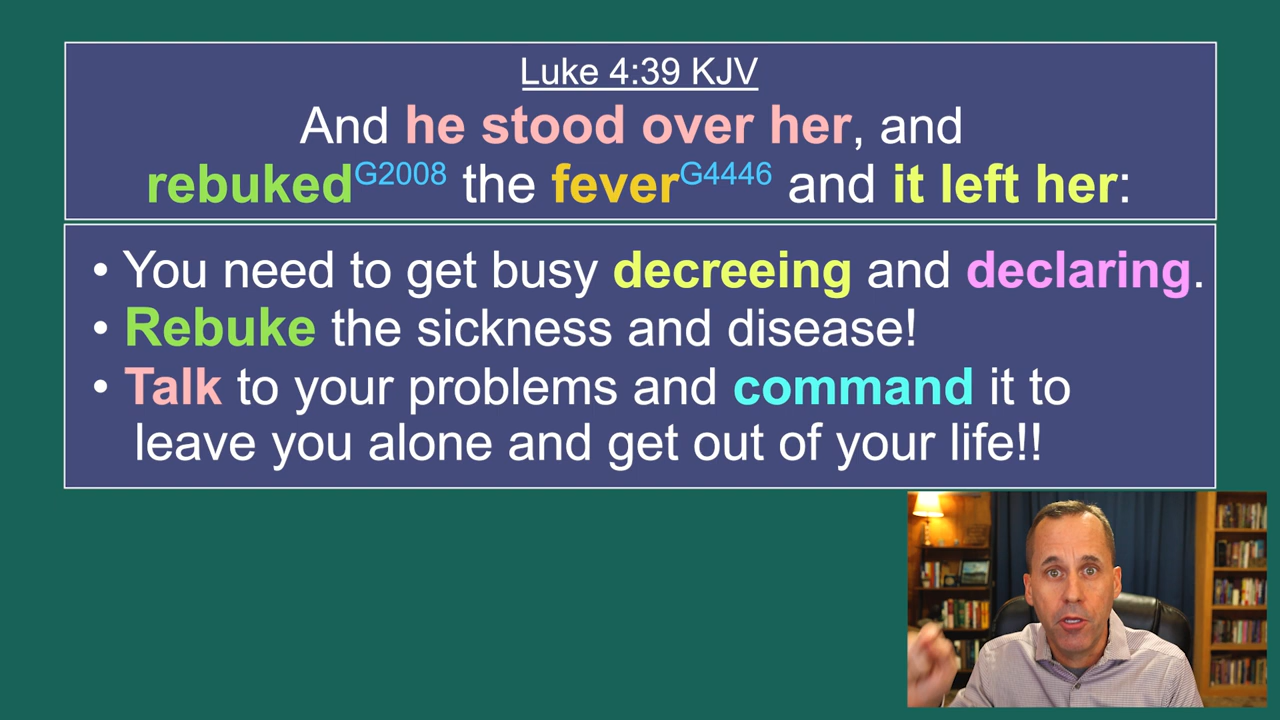 Luke 4:39 KJV
And he stood over her, and
rebukedG2008 the feverG4446 and it left her:
• You need to get busy decreeing and declaring.
• Rebuke the sickness and disease!
• Talk to your problems and command it to
leave you alone and get out of your life!!